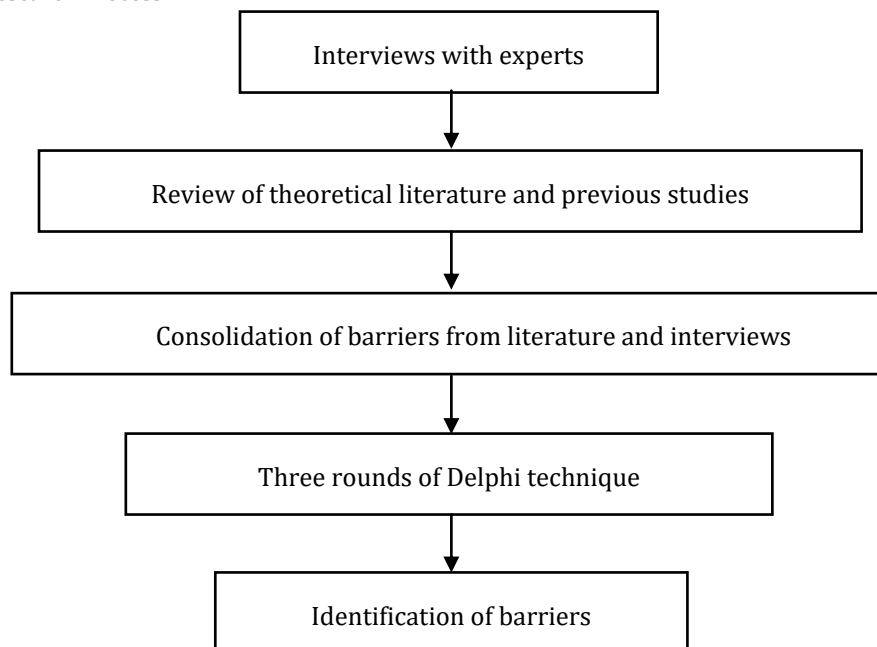 Interviews with experts
Review of theoretical literature and previous studies
Consolidation of barriers from literature and interviews
Three rounds of Delphi technique
Identification of barriers